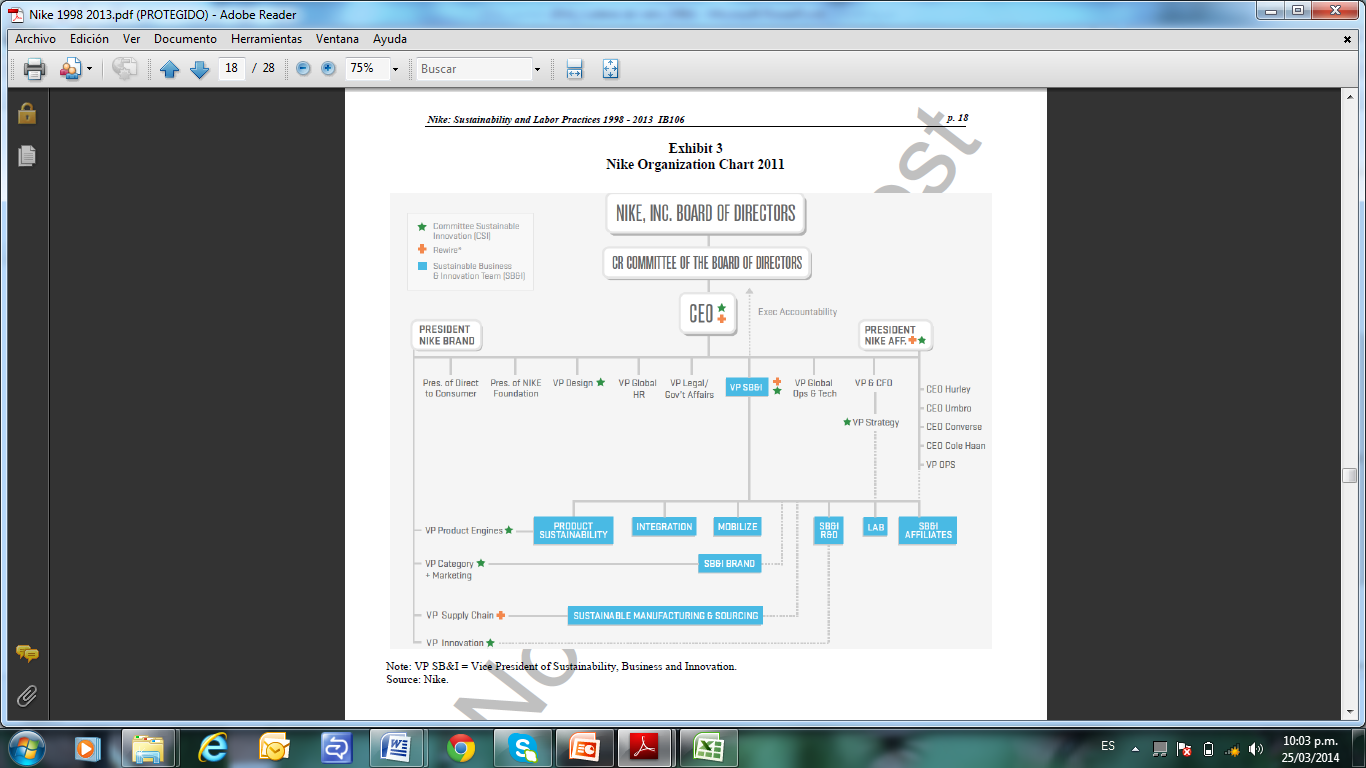 Nike 1998 2013.pdf (PROTEGIDO) - Adobe Reader
Archivo Edición Ver Documento Herramientas Ventana Ayuda
18 / 28 75% Buscar
Nike: Sustainability and Labor Practices 1998 - 2013 IB106 p. 18
Exhibit 3
Nike Organization Chart 2011
NIKE, INC. BOARD OF DIRECTORS
Committee Sustainable
Innovation (CSI)
Rewire*
Sustainable Business
& Innovation Team (SB&I)
CR COMMITTEE OF THE BOARD OF DIRECTORS
CEO
Exec Accountability
PRESIDENT
NIKE BRAND
PRESIDENT
NIKE AFF.
Pres. of Direct
to Consumer
Pres. of NIKE
Foundation
VP Design
VP Global
HR
VP Legal/
Gov't Affairs
VP SB&I
VP Global
Ops & Tech
VP & CFO
VP Strategy
CEO Hurley
CEO Umbro
CEO Converse
CEO Cole Haan
VP OPS
VP Product Engines
PRODUCT
SUSTAINABILITY
INTEGRATION
MOBILIZE
SB&I
R&D
LAB
SB&I
AFFILIATES
VP Category
+ Marketing
SB&I BRAND
VP Supply Chain
SUSTAINABLE MANUFACTURING & SOURCING
VP Innovation
Note: VP SB&I = Vice President of Sustainability, Business and Innovation.
Source: Nike.
ES
10:03 p.m.
25/03/2014